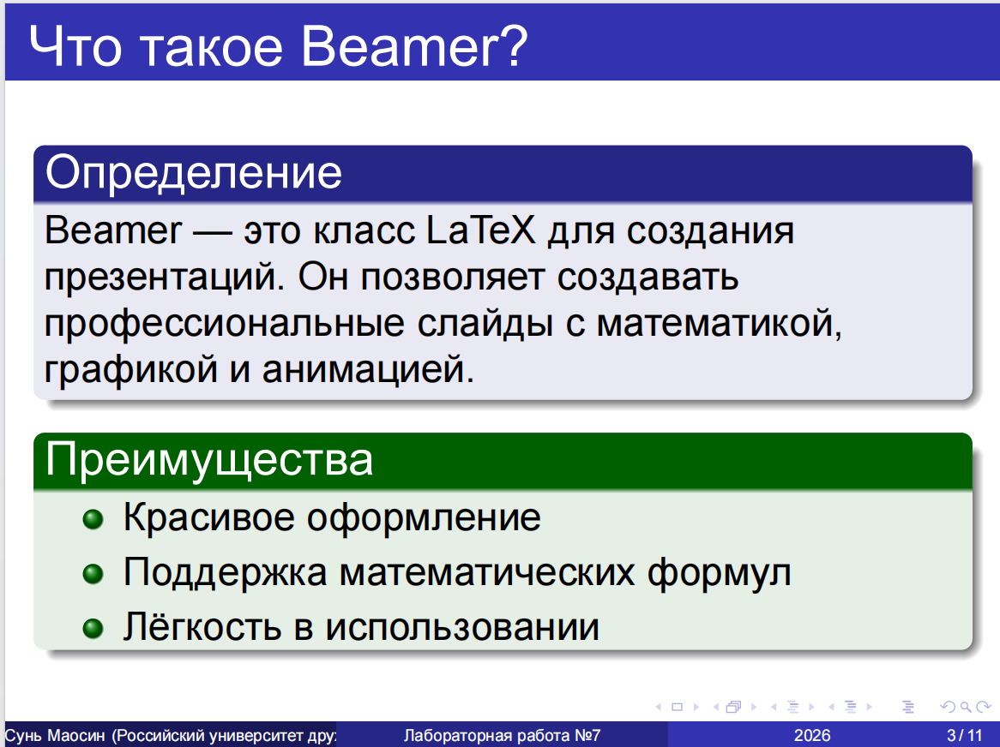 Что такое Beamer?
Определение
Beamer — это класс LaTeX для создания
презентаций. Он позволяет создавать
профессиональные слайды с математикой,
графикой и анимацией.
Преимущества
Красивое оформление
Поддержка математических формул
Лёгкость в использовании
Сунь Маосин (Российский университет друж
Лабораторная работа №7
2026
3 / 11